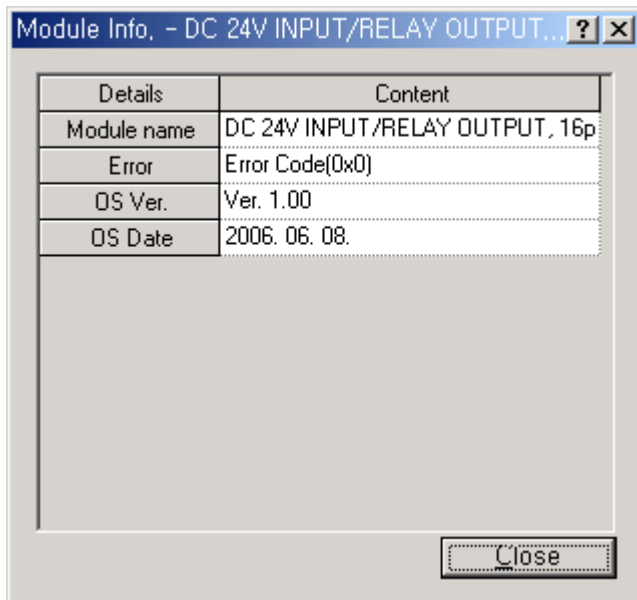 Module Info, - DC 24V INPUT/RELAY OUTPUT...
Details Content
Module name DC 24V INPUT/RELAY OUTPUT, 16p
Error Error Code(0x0)
OS Ver. Ver. 1.00
OS Date 2006. 06. 08.
Close